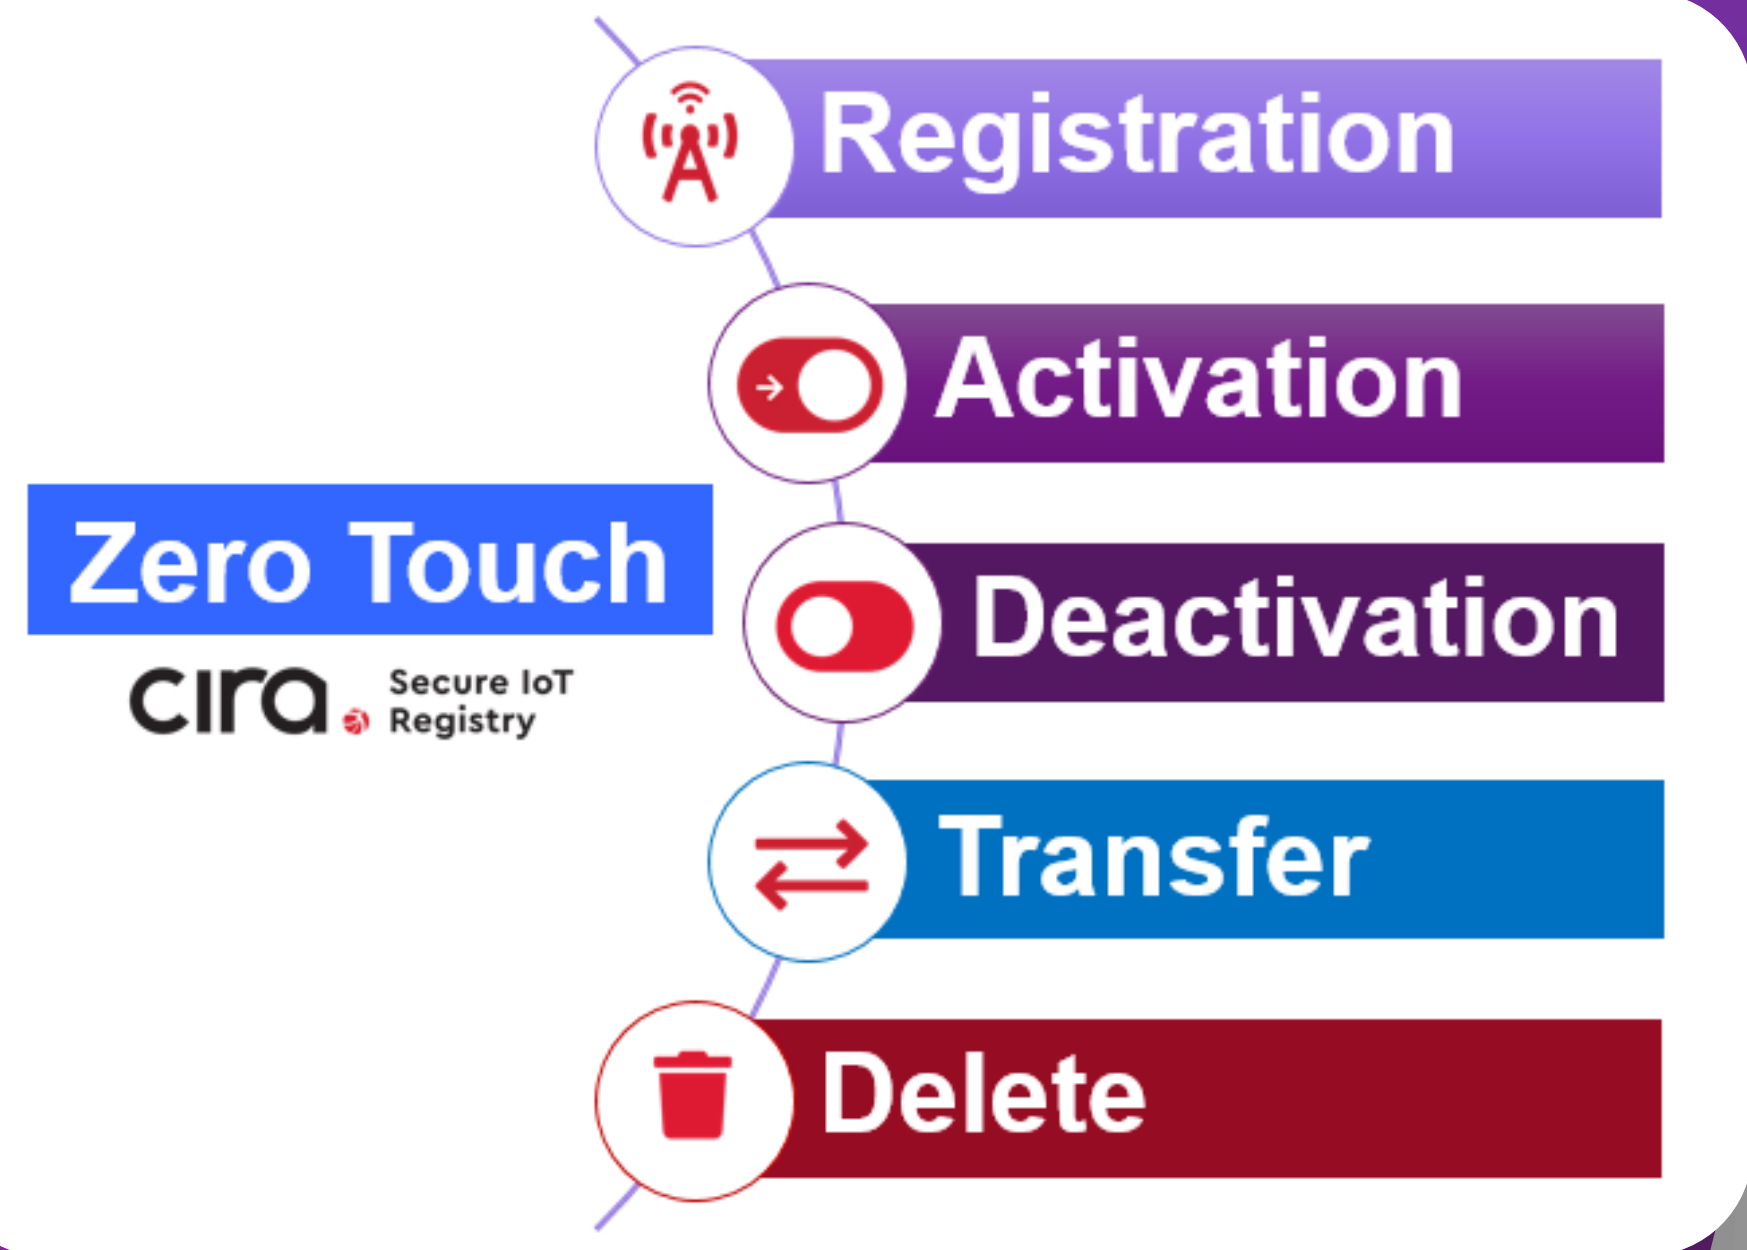 Registration
Activation
Zero Touch
Deactivation
cira
Secure IoT
Registry
Transfer
Delete